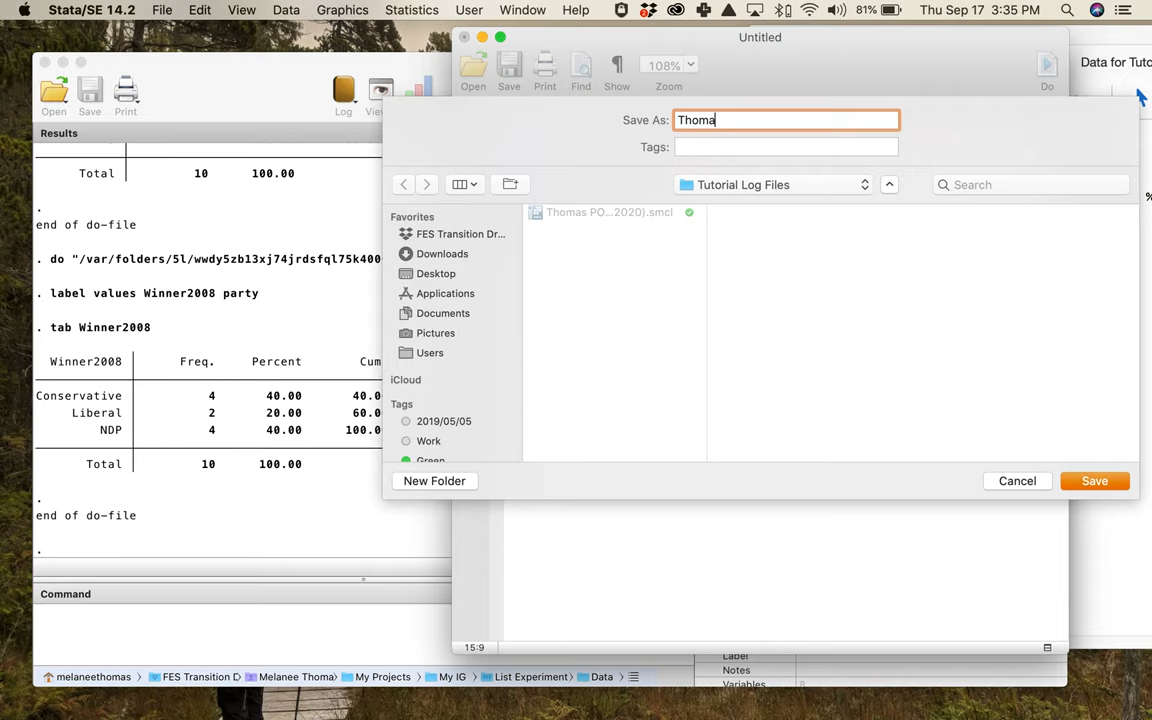 Stata/SE 14.2 File Edit View Data Graphics Statistics User Window Help 2 81% Thu Sep 17 3:35 PM
Untitled
Data for Tuto
108%
Open Save Print Find Show Zoom Do
Open Save Print Log View
Results
Save As: Thoma
Tags:
Total 10 100.00
Tutorial Log Files
Search
.
end of do-file
. do "/var/folders/5l/wwdy5zb13xj74jrdsfql75k400
. label values Winner2008 party
. tab Winner2008
Winner2008 Freq. Percent Cum
Conservative 4 40.00 40.0
Liberal 2 20.00 60.0
NDP 4 40.00 100.0
Total 10 100.00
.
end of do-file
.
Favorites
FES Transition Dr...
Downloads
Desktop
Applications
Documents
Pictures
Users
iCloud
Tags
2019/05/05
Work
Green
Thomas PO...2020).smcl
%
New Folder
Cancel
Save
Command
15:9
Label
Notes
Variables 8
melaneethomas FES Transition D Melanee Thoma My Projects My IG List Experiment Data